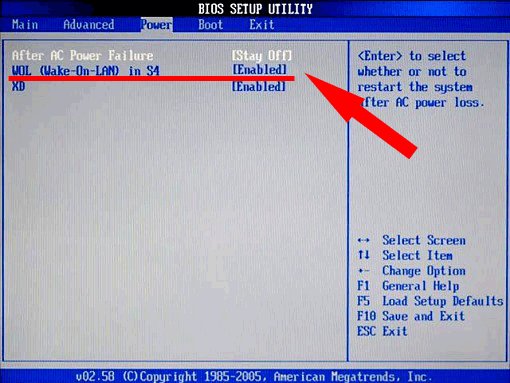 BIOS SETUP UTILITY
Main Advanced Power Boot Exit
After AC Power Failure [Stay Off]
WOL (Wake-On-LAN) in S4 [Enabled]
XD [Enabled]
<Enter> to select
whether or not to
restart the system
after AC power loss.
↔ Select Screen
↑↓ Select Item
+- Change Option
F1 General Help
F5 Load Setup Defaults
F10 Save and Exit
ESC Exit
v02.58 (C)Copyright 1985-2005, American Megatrends, Inc.